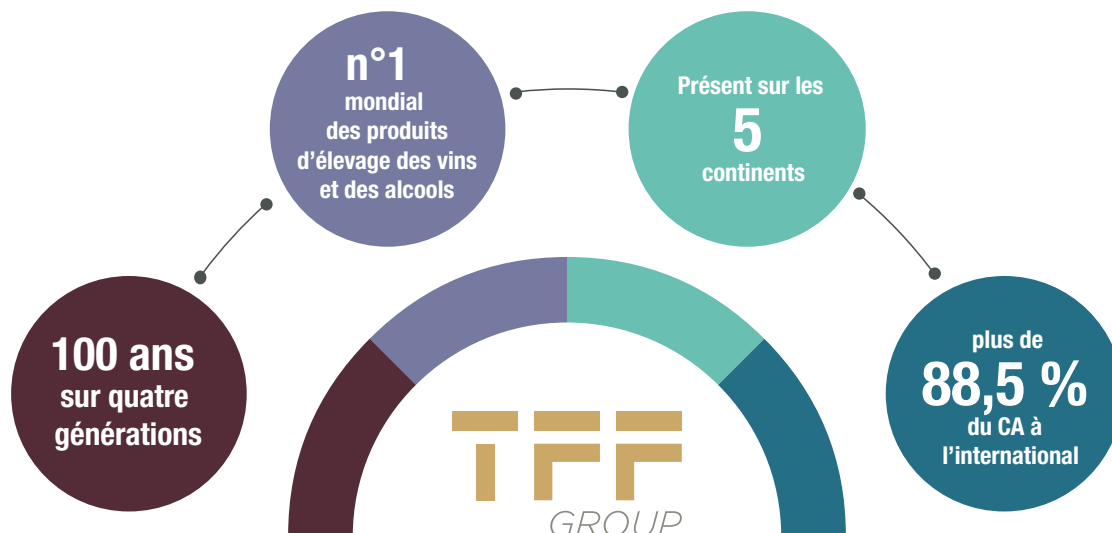 100 ans
sur quatre
générations
n°1
mondial
des produits
d'élevage des vins
et des alcools
Présent sur les
5
continents
plus de
88,5 %
du CA à
l'international
TFF
GROUP